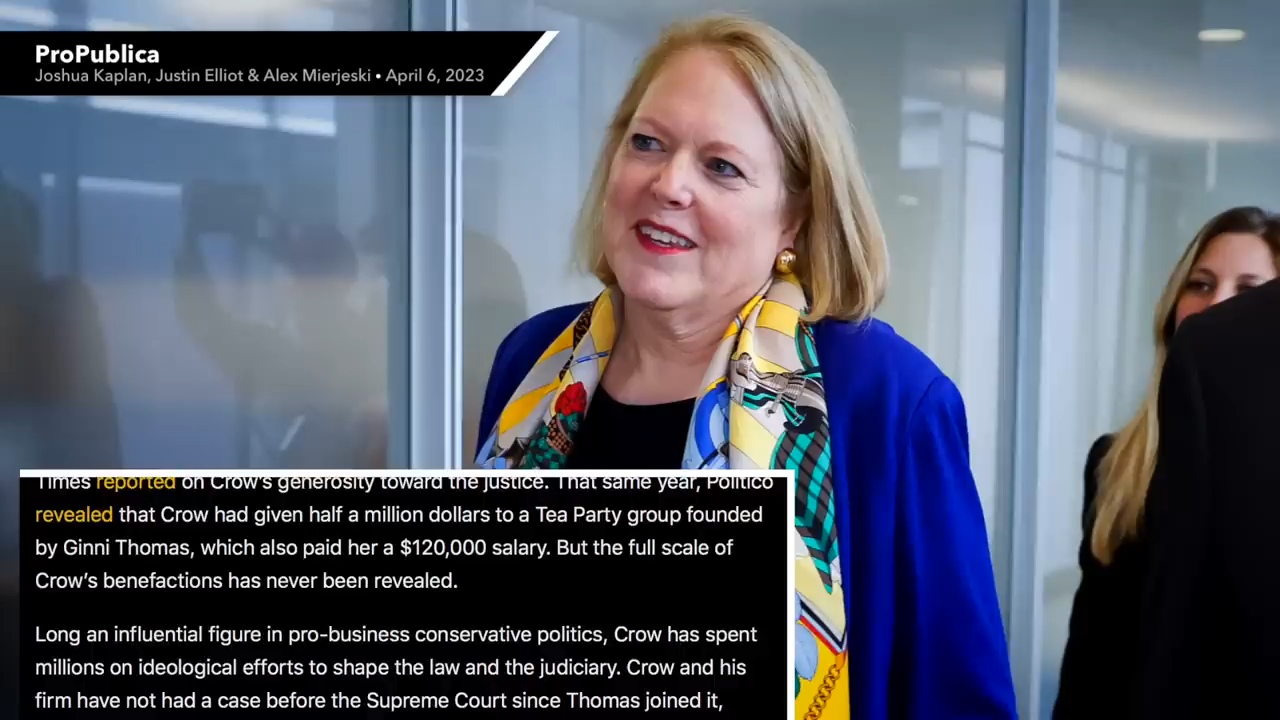 ProPublica
Joshua Kaplan, Justin Elliot & Alex Mierjeski • April 6, 2023
Times reported on Crow's generosity toward the justice. That same year, Politico
revealed that Crow had given half a million dollars to a Tea Party group founded
by Ginni Thomas, which also paid her a $120,000 salary. But the full scale of
Crow's benefactions has never been revealed.
Long an influential figure in pro-business conservative politics, Crow has spent
millions on ideological efforts to shape the law and the judiciary. Crow and his
firm have not had a case before the Supreme Court since Thomas joined it,